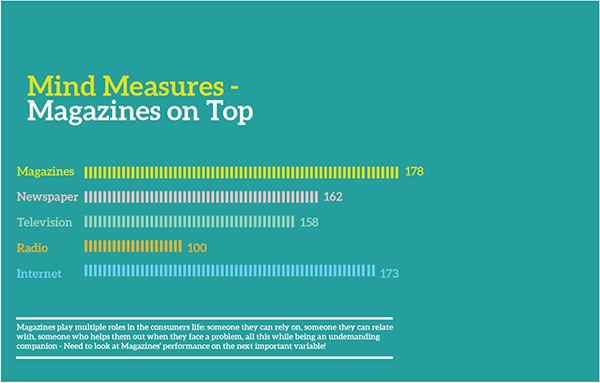 Mind Measures -
Magazines on Top
Magazines 178
Newspaper 162
Television 158
Radio 100
Internet 173
Magazines play multiple roles in the consumers life: someone they can rely on, someone they can relate
with, someone who helps them out when they face a problem, all this while being an undemanding
companion - Need to look at Magazines' performance on the next important variable!